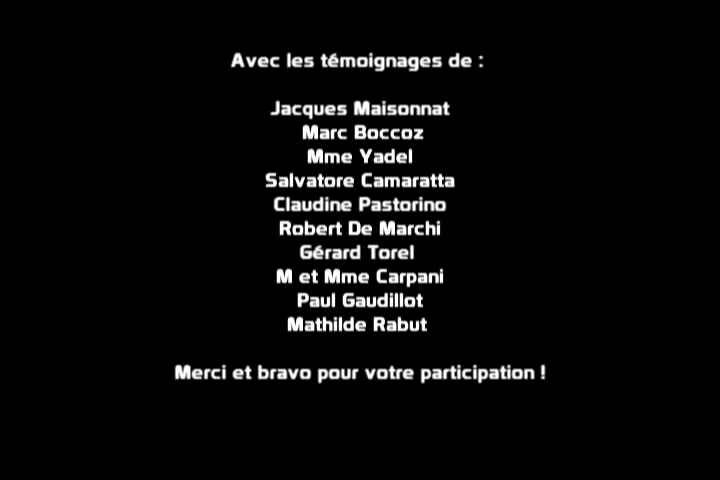 Avec les témoignages de :
Jacques Maisonnat
Marc Boccoz
Mme Yadel
Salvatore Camaratta
Claudine Pastorino
Robert De Marchi
Gérard Torel
M et Mme Carpani
Paul Gaudillot
Mathilde Rabut
Merci et bravo pour votre participation !